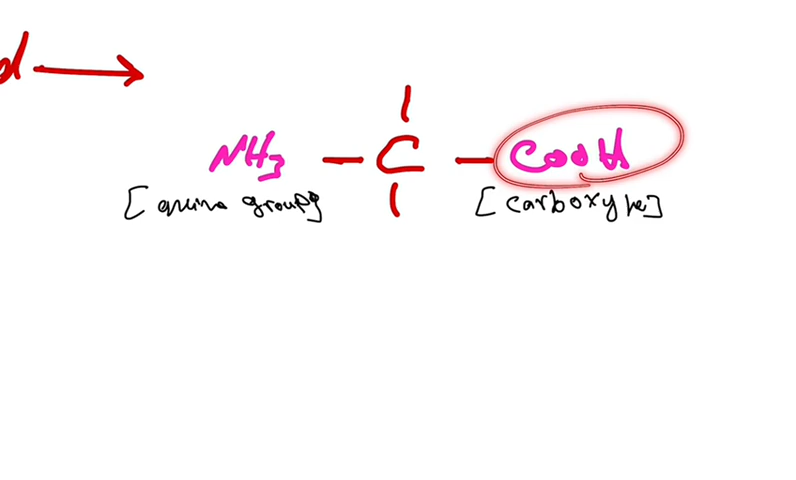 d
NH3 – C – COOH
[amino group] [carboxyle]